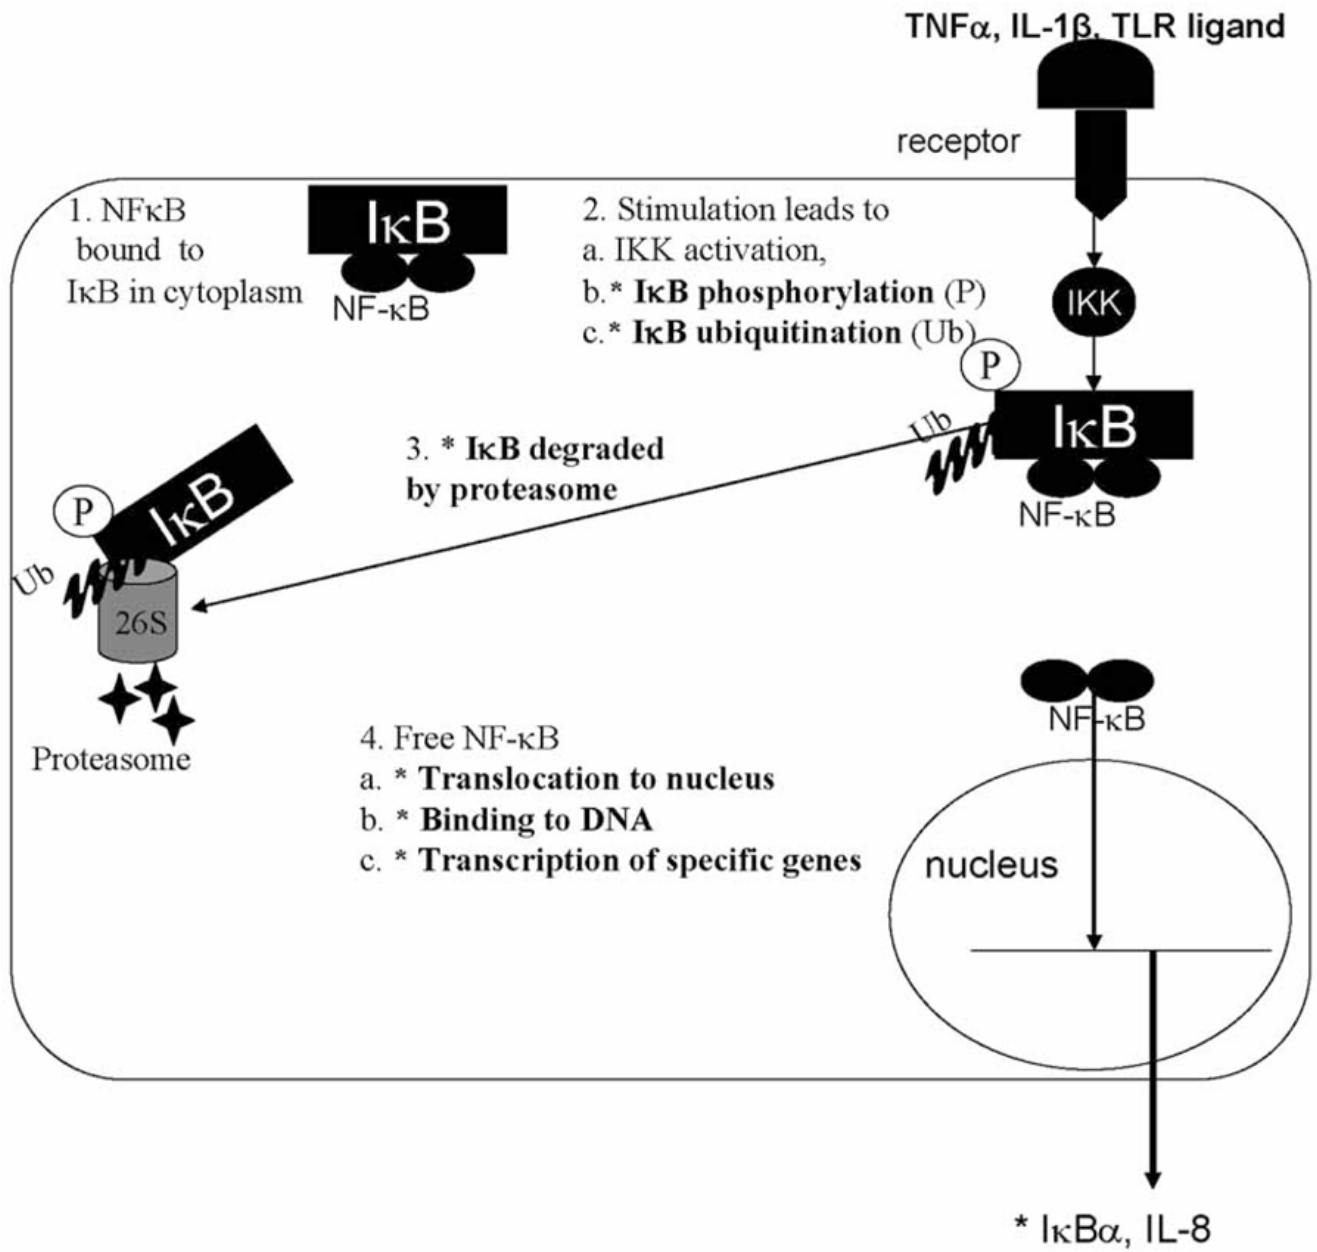 TNFα, IL-1β, TLR ligand
receptor
1. NFκB
bound to
IκB in cytoplasm
IκB
NF-κB
2. Stimulation leads to
a. IKK activation,
b.* IκB phosphorylation (P)
c.* IκB ubiquitination (Ub)
IKK
P
Ub
IκB
NF-κB
3. * IκB degraded
by proteasome
P
IκB
Ub
26S
Proteasome
NF-κB
4. Free NF-κB
a. * Translocation to nucleus
b. * Binding to DNA
c. * Transcription of specific genes
nucleus
* IκBα, IL-8